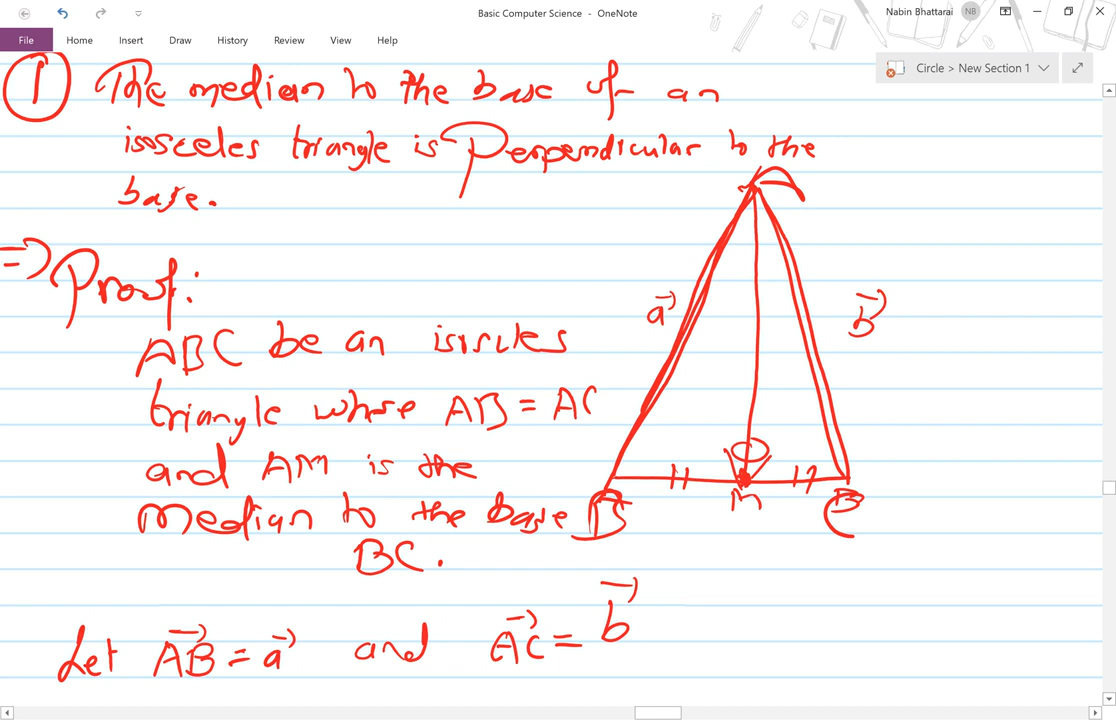 Basic Computer Science - OneNote
Nabin Bhattarai NB
File Home Insert Draw History Review View Help
Circle > New Section 1
① The median to the base of an
isosceles triangle is Perpendicular to the
base.
=> Proof:
ABC be an isosceles
triangle where AB = AC
and AM is the
Median to the base
BC.
a→
b→
B
M
C
Let AB→ = a→ and AC→ = b→